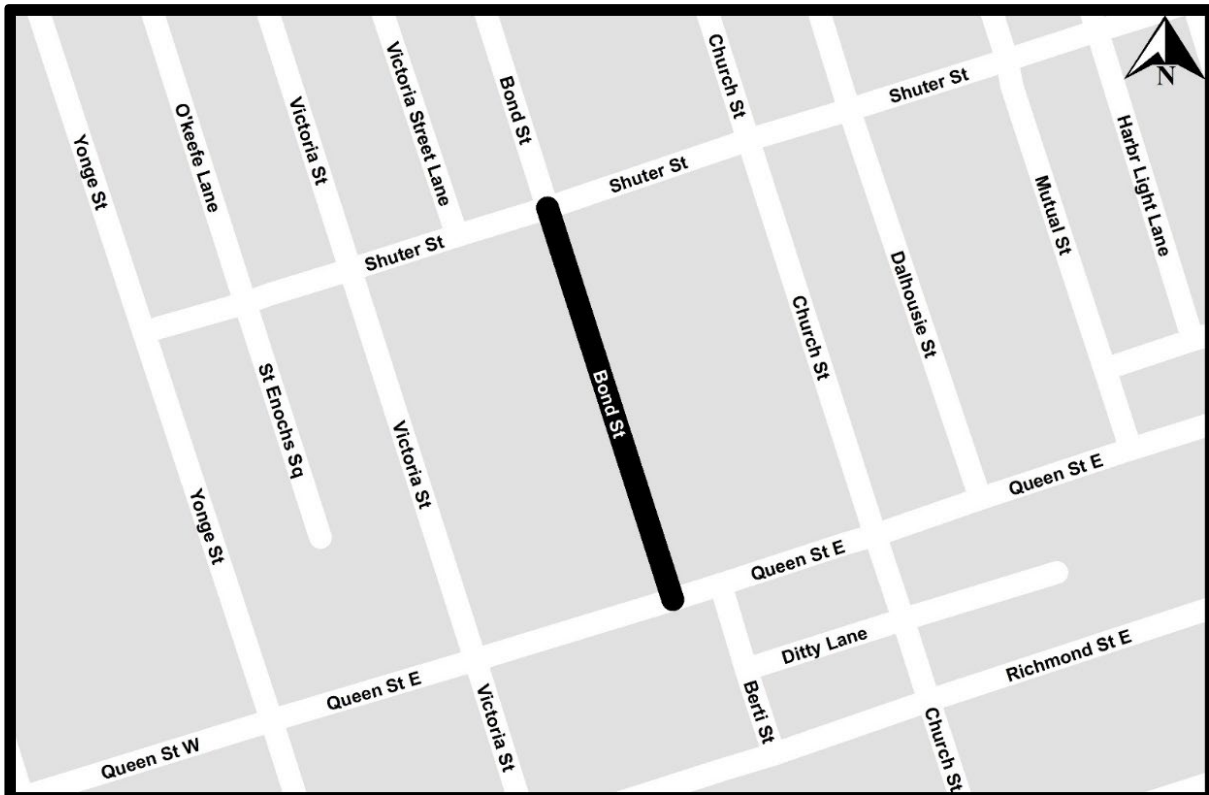 Yonge St
O'keefe Lane
Victoria St
Victoria Street Lane
Bond St
Church St
Shuter St
N
Shuter St
Shuter St
Harbr Light Lane
Mutual St
Dalhousie St
Church St
St Enochs Sq
Victoria St
Bond St
Yonge St
Queen St E
Queen St E
Ditty Lane
Richmond St E
Queen St E
Berti St
Victoria St
Church St
Queen St W